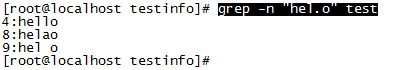 [root@localhost testinfo]# grep -n "hel.o" test
4:hello
8:helao
9:hel o
[root@localhost testinfo]#